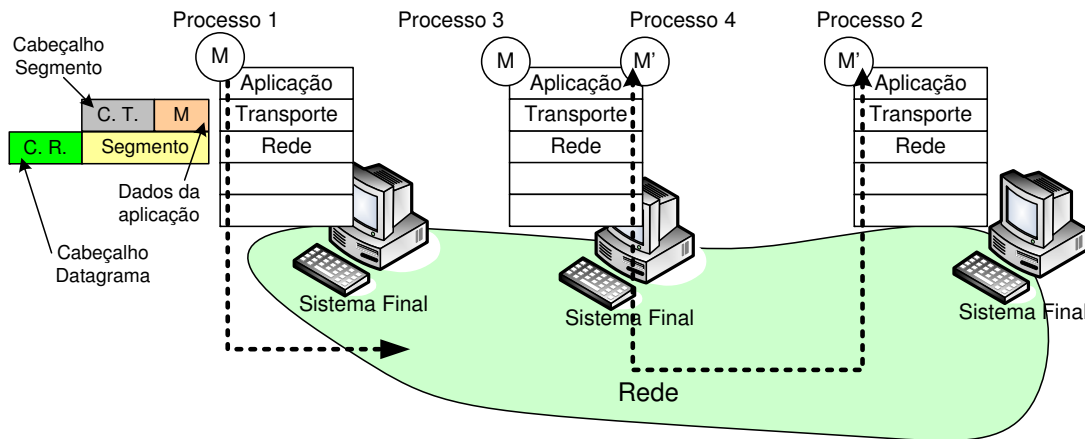 Processo 1
Processo 3
Processo 4
Processo 2
Cabeçalho
Segmento
M
M
M'
M'
Aplicação
Transporte
Rede
Aplicação
Transporte
Rede
Aplicação
Transporte
Rede
C. T.
M
C. R.
Segmento
Dados da
aplicação
Cabeçalho
Datagrama
Sistema Final
Sistema Final
Sistema Final
Rede